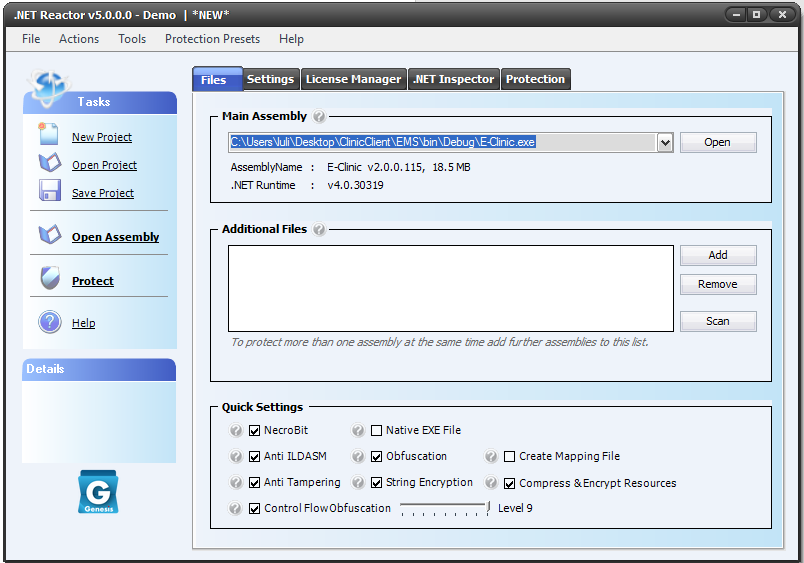 .NET Reactor v5.0.0.0 - Demo | *NEW*
File Actions Tools Protection Presets Help
Tasks
New Project
Open Project
Save Project
Open Assembly
Protect
Help
Details
G
Genesis
Files Settings License Manager .NET Inspector Protection
Main Assembly ?
C:\Users\luli\Desktop\ClinicClient\EMS\bin\Debug\E-Clinic.exe Open
AssemblyName : E-Clinic v2.0.0.115, 18.5 MB
.NET Runtime : v4.0.30319
Additional Files ?
Add
Remove
Scan
To protect more than one assembly at the same time add further assemblies to this list.
Quick Settings
? NecroBit ? Native EXE File
? Anti ILDASM ? Obfuscation ? Create Mapping File
? Anti Tampering ? String Encryption ? Compress & Encrypt Resources
? Control Flow Obfuscation Level 9